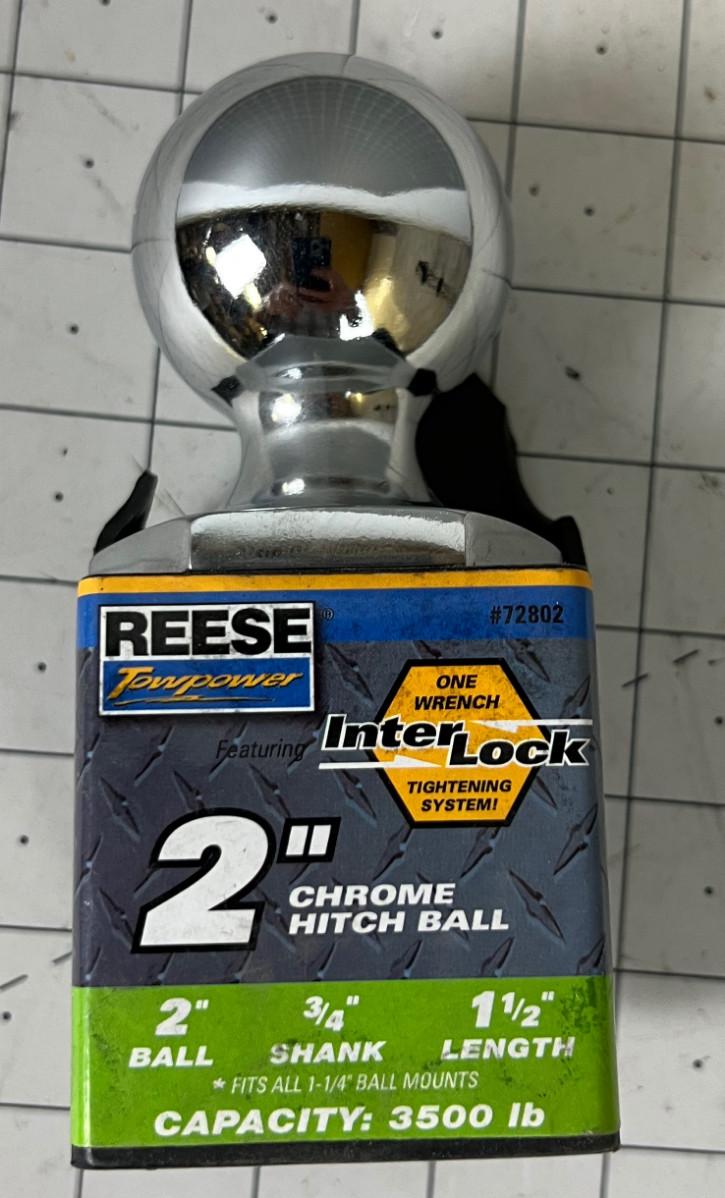 REESE®
#72802
Towpower
ONE
WRENCH
Featuring InterLock
TIGHTENING
SYSTEM!
2"
CHROME
HITCH BALL
2" 3/4" 1 1/2"
BALL SHANK LENGTH
* FITS ALL 1-1/4" BALL MOUNTS
CAPACITY: 3500 lb